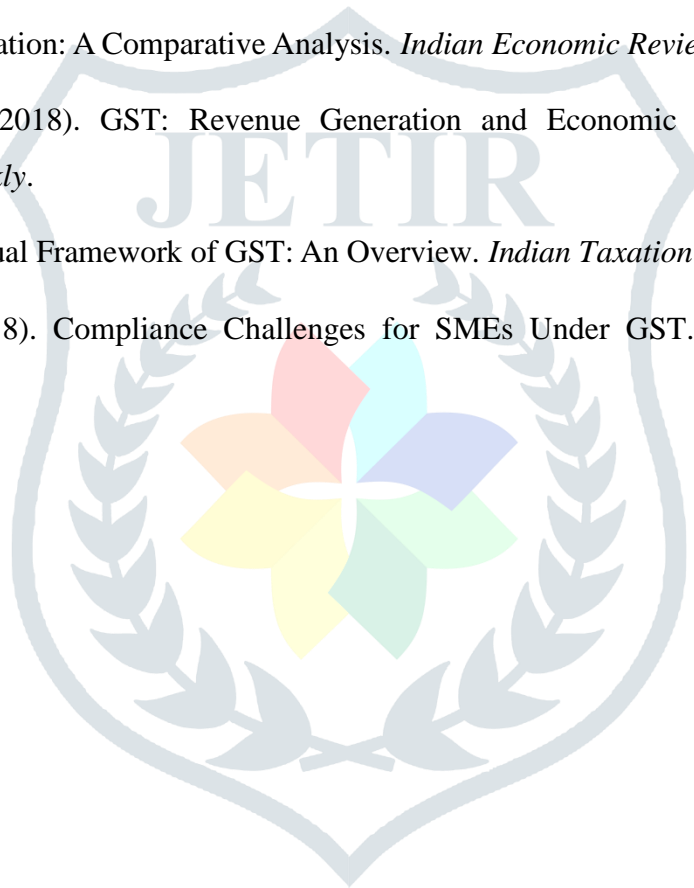 ation: A Comparative Analysis. Indian Economic Revie
2018). GST: Revenue Generation and Economic
kly.
JETIR
ual Framework of GST: An Overview. Indian Taxation
8). Compliance Challenges for SMEs Under GST.